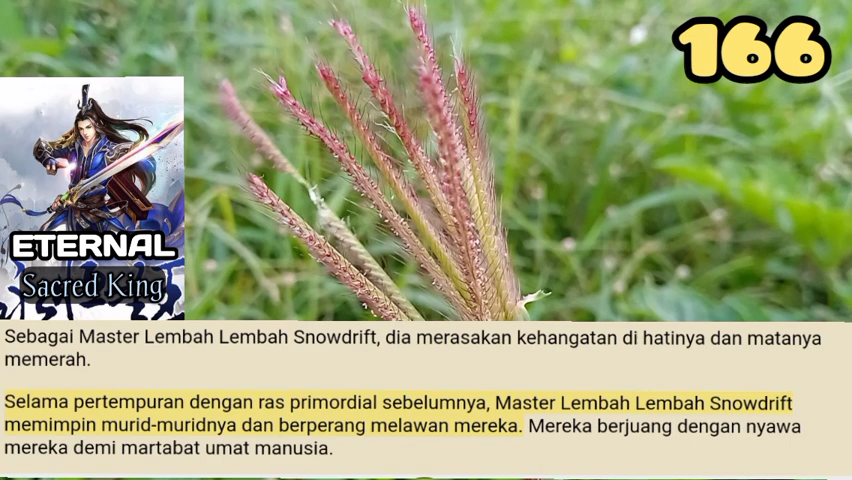 166
ETERNAL
Sacred King
Sebagai Master Lembah Lembah Snowdrift, dia merasakan kehangatan di hatinya dan matanya
memerah.
Selama pertempuran dengan ras primordial sebelumnya, Master Lembah Lembah Snowdrift
memimpin murid-muridnya dan berperang melawan mereka. Mereka berjuang dengan nyawa
mereka demi martabat umat manusia.